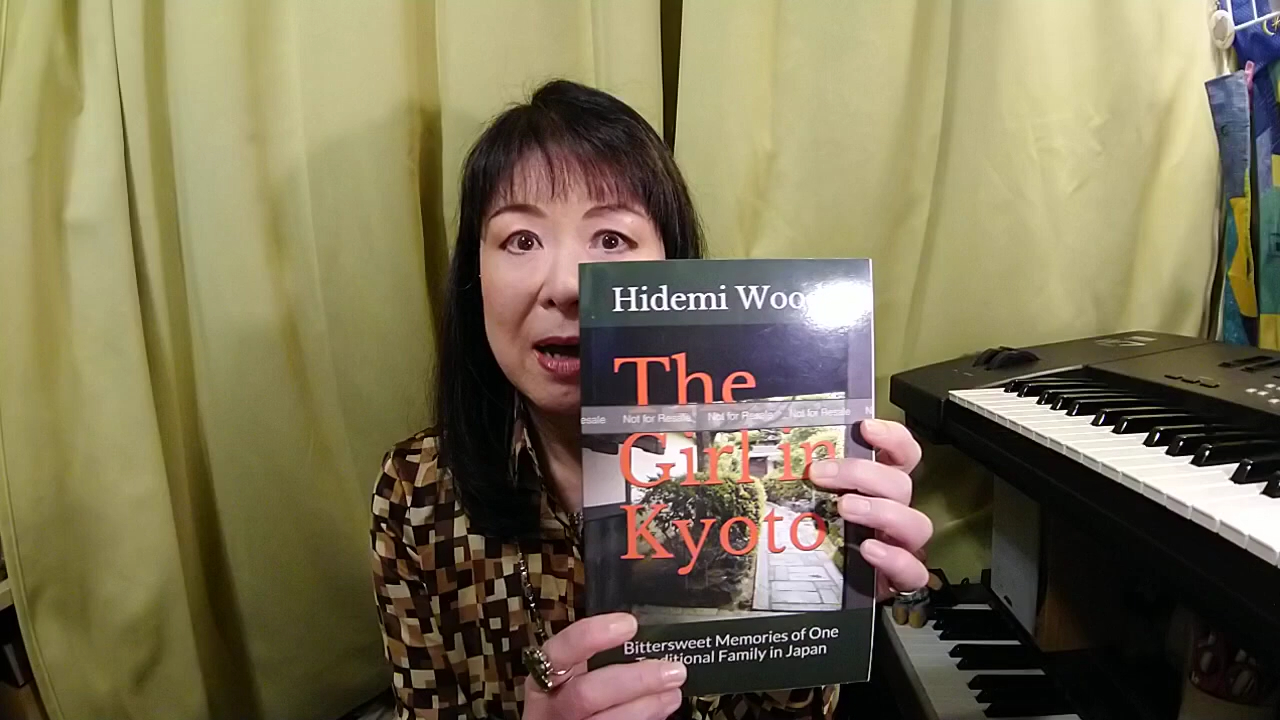 Hidemi Woo
The
esale Not for Resale Not for Resale Not for Resale N
Girl in
Kyoto
Bittersweet Memories of One
Traditional Family in Japan